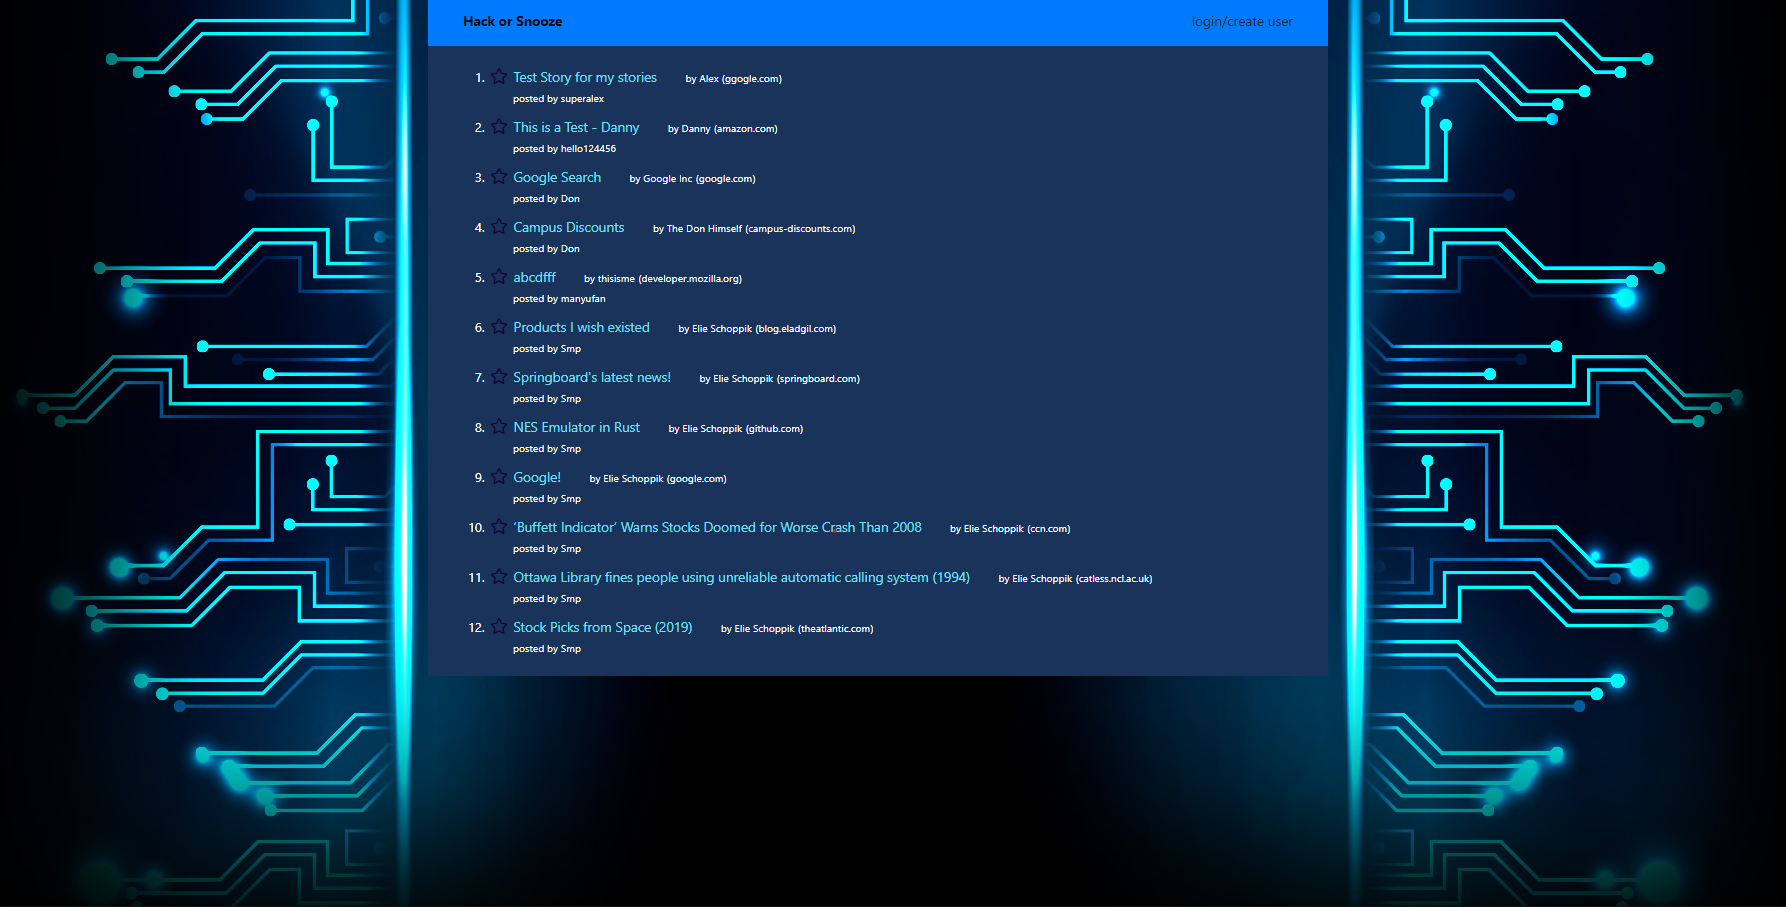 Hack or Snooze login/create user
1. Test Story for my stories by Alex (ggogle.com)
posted by superalex
2. This is a Test - Danny by Danny (amazon.com)
posted by hello124456
3. Google Search by Google Inc (google.com)
posted by Don
4. Campus Discounts by The Don Himself (campus-discounts.com)
posted by Don
5. abcdfff by thisisme (developer.mozilla.org)
posted by manyufan
6. Products I wish existed by Elie Schoppik (blog.eladgil.com)
posted by Smp
7. Springboard's latest news! by Elie Schoppik (springboard.com)
posted by Smp
8. NES Emulator in Rust by Elie Schoppik (github.com)
posted by Smp
9. Google! by Elie Schoppik (google.com)
posted by Smp
10. ‘Buffett Indicator’ Warns Stocks Doomed for Worse Crash Than 2008 by Elie Schoppik (ccn.com)
posted by Smp
11. Ottawa Library fines people using unreliable automatic calling system (1994) by Elie Schoppik (catless.ncl.ac.uk)
posted by Smp
12. Stock Picks from Space (2019) by Elie Schoppik (theatlantic.com)
posted by Smp